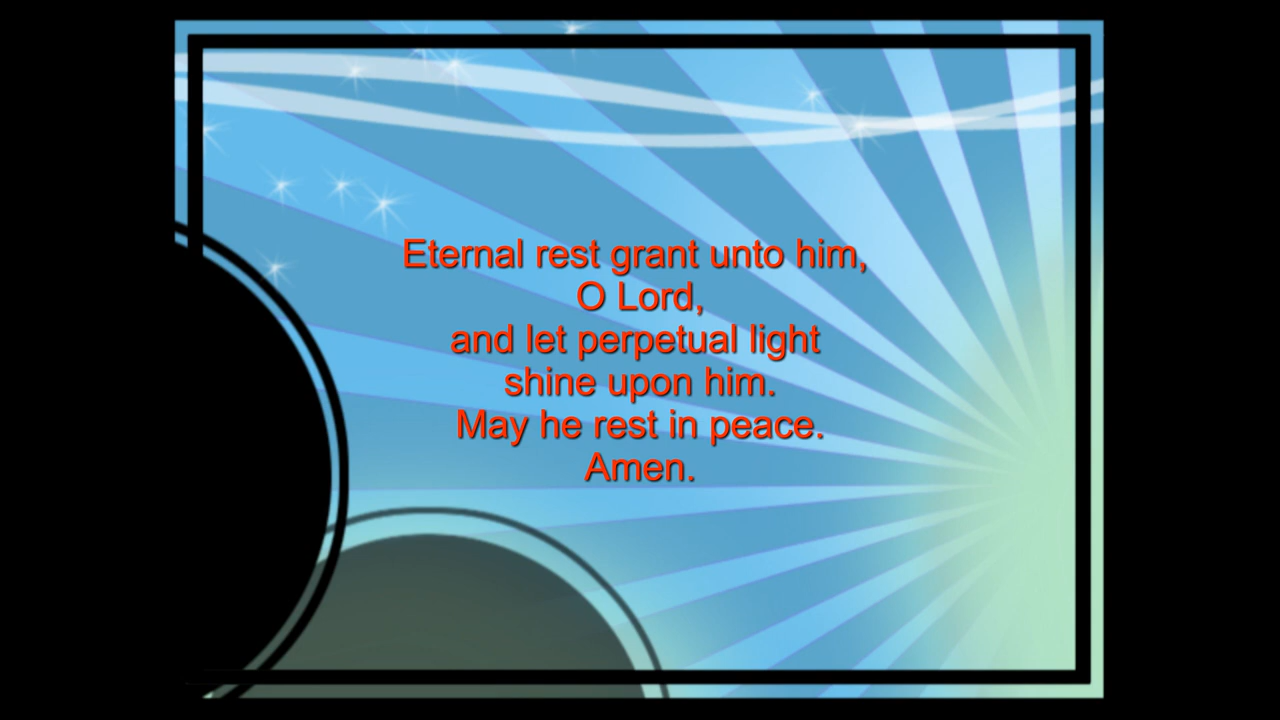 Eternal rest grant unto him,
O Lord,
and let perpetual light
shine upon him.
May he rest in peace.
Amen.